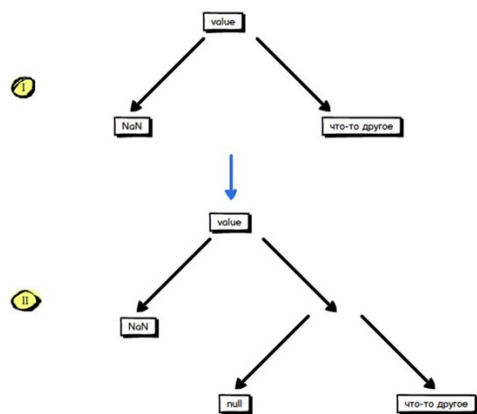 value
I
NaN
что-то другое
value
II
NaN
null
что-то другое